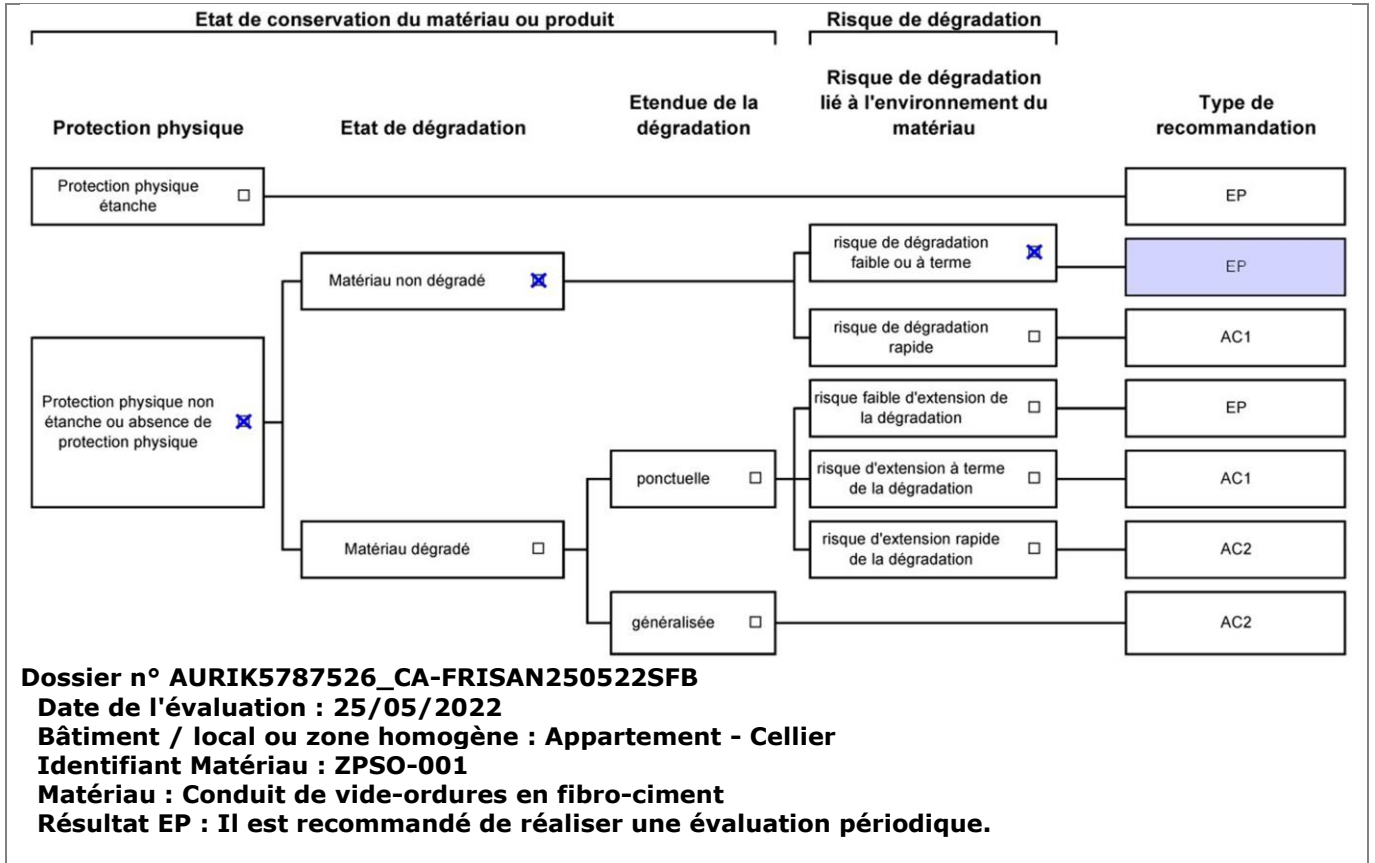 Etat de conservation du matériau ou produit
Risque de dégradation
Protection physique
Etat de dégradation
Etendue de la
dégradation
Risque de dégradation
lié à l'environnement du
matériau
Type de
recommandation
Protection physique
étanche
EP
risque de dégradation
faible ou à terme
EP
Matériau non dégradé
risque de dégradation
rapide
AC1
Protection physique non
étanche ou absence de
protection physique
risque faible d'extension de
la dégradation
EP
ponctuelle
risque d'extension à terme
de la dégradation
AC1
Matériau dégradé
risque d'extension rapide
de la dégradation
AC2
généralisée
AC2
Dossier n° AURIK5787526_CA-FRISAN250522SFB
Date de l'évaluation : 25/05/2022
Bâtiment / local ou zone homogène : Appartement - Cellier
Identifiant Matériau : ZPSO-001
Matériau : Conduit de vide-ordures en fibro-ciment
Résultat EP : Il est recommandé de réaliser une évaluation périodique.